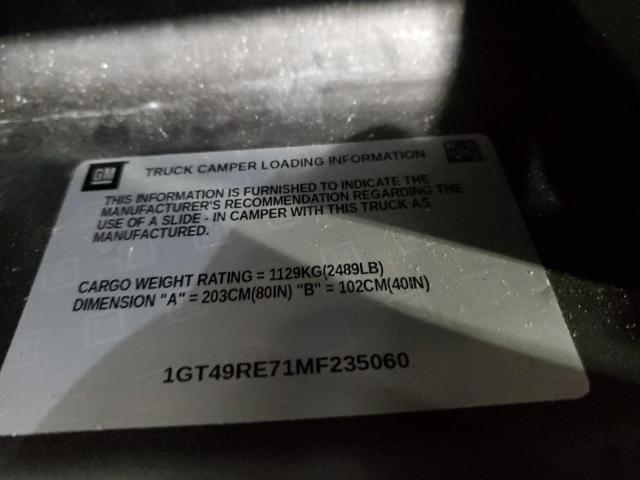 GM
TRUCK CAMPER LOADING INFORMATION
THIS INFORMATION IS FURNISHED TO INDICATE THE
MANUFACTURER'S RECOMMENDATION REGARDING THE
USE OF A SLIDE - IN CAMPER WITH THIS TRUCK AS
MANUFACTURED.
CARGO WEIGHT RATING = 1129KG(2489LB)
DIMENSION "A" = 203CM(80IN) "B" = 102CM(40IN)
1GT49RE71MF235060